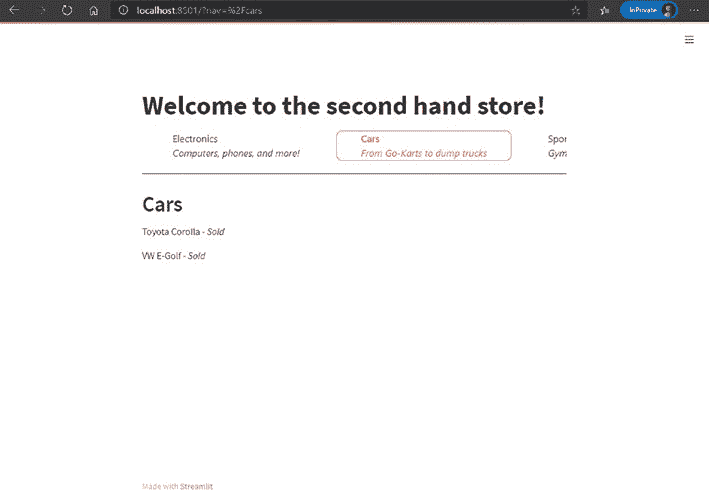 localhost:8501/?nav=%2Fcars
InPrivate
Welcome to the second hand store!
Electronics
Computers, phones, and more!
Cars
From Go-Karts to dump trucks
Spor
Gym
Cars
Toyota Corolla - Sold
VW E-Golf - Sold
Made with Streamlit